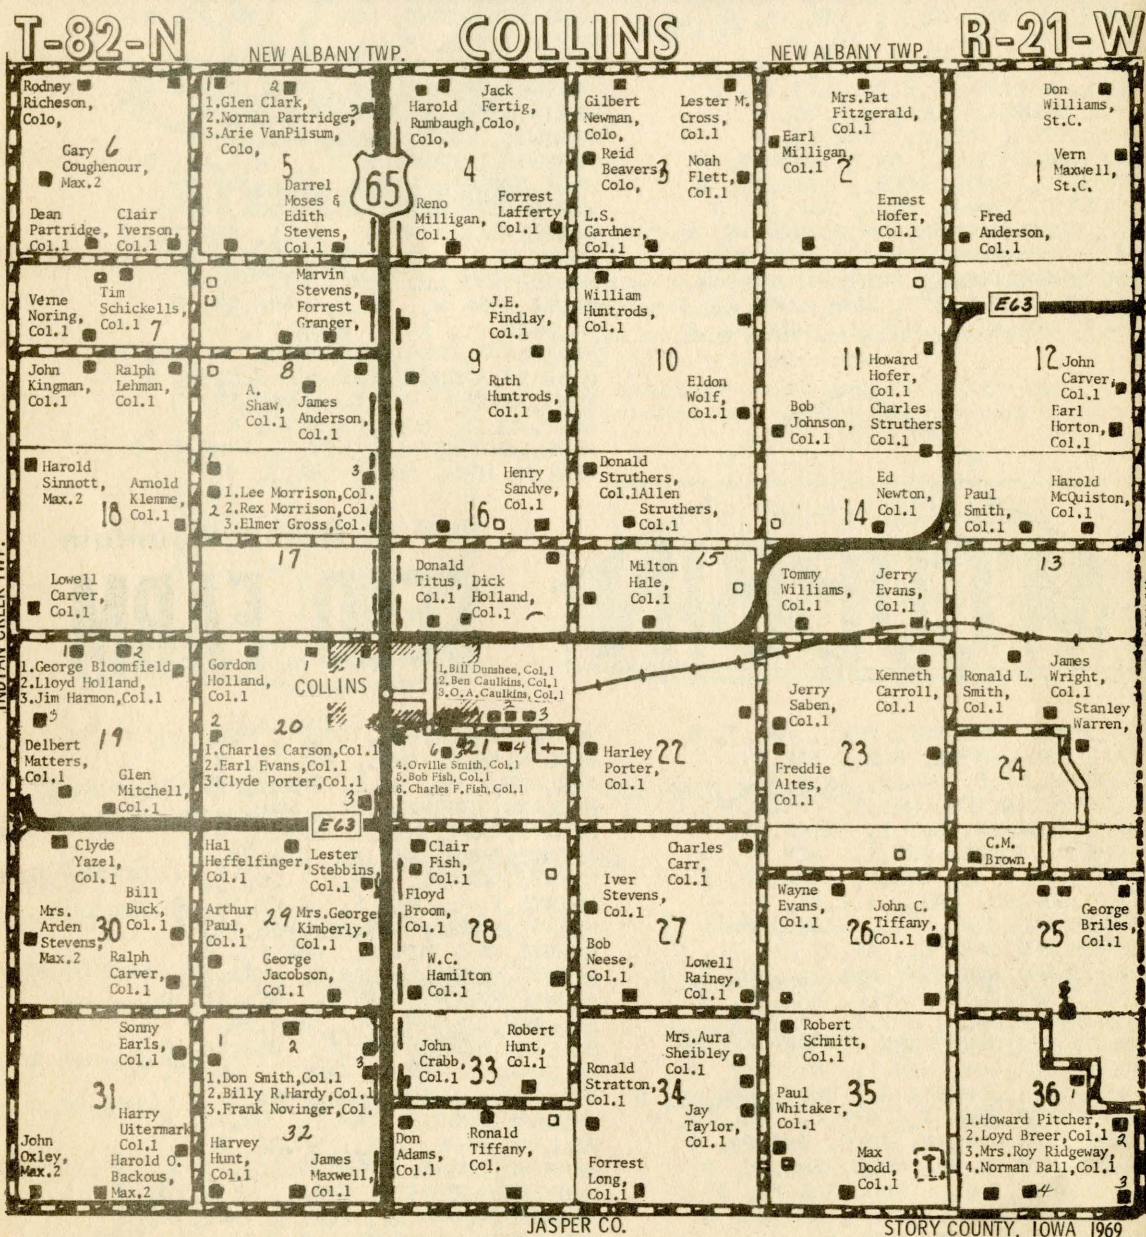 T-82-N
COLLINS
R-21-W
NEW ALBANY TWP.
NEW ALBANY TWP.
Rodney
Richeson,
Colo,
Gary
Coughenour,
Max.2
6
Dean
Partridge,
Col.1
Clair
Iverson,
Col.1
1 2
1.Glen Clark,
2.Norman Partridge,
3.Arie VanPilsum,
Colo,
3
5
Darrel
Moses &
Edith
Stevens,
Col.1
65
Harold
Rumbaugh,
Colo,
Jack
Fertig,
Colo,
4
Reno
Milligan,
Col.1
Forrest
Lafferty,
Col.1
Gilbert
Newman,
Colo,
Lester M.
Cross,
Col.1
Reid
Beavers,
Colo,
3
Noah
Flett,
Col.1
L.S.
Gardner,
Col.1
Mrs.Pat
Fitzgerald,
Col.1
Earl
Milligan,
Col.1
2
Ernest
Hofer,
Col.1
Don
Williams,
St.C.
1
Vern
Maxwell,
St.C.
Fred
Anderson,
Col.1
Verne
Noring,
Col.1
Tim
Schickells,
Col.1
7
John
Kingman,
Col.1
Ralph
Lehman,
Col.1
Marvin
Stevens,
Forrest
Granger,
8
A.
Shaw,
Col.1
James
Anderson,
Col.1
J.E.
Findlay,
Col.1
9
Ruth
Huntrods,
Col.1
William
Huntrods,
Col.1
10
Eldon
Wolf,
Col.1
11
Howard
Hofer,
Col.1
Charles
Struthers
Col.1
Bob
Johnson,
Col.1
E63
12
John
Carver,
Col.1
Earl
Horton,
Col.1
Harold
Sinnott,
Max.2
18
Arnold
Klemme,
Col.1
Lowell
Carver,
Col.1
1
3
2
1.Lee Morrison,Col.
2.Rex Morrison,Col
3.Elmer Gross,Col.
17
Henry
Sandve,
Col.1
16
Donald
Titus,
Col.1
Dick
Holland,
Col.1
Donald
Struthers,
Col.1
Allen
Struthers,
Col.1
15
Milton
Hale,
Col.1
Ed
Newton,
Col.1
14
Tommy
Williams,
Col.1
Jerry
Evans,
Col.1
Paul
Smith,
Col.1
Harold
McQuiston,
Col.1
13
INDIAN CREEK TWP.
1 2
1.George Bloomfield
2.Lloyd Holland,
3.Jim Harmon,Col.1
3
Delbert
Matters,
Col.1
19
Glen
Mitchell,
Col.1
Gordon
Holland,
Col.1
1 1
COLLINS
2
20
1.Charles Carson,Col.1
2.Earl Evans,Col.1
3.Clyde Porter,Col.1
3
E63
1.Bill Dunshee, Col.1
2.Ben Caulkins, Col.1
3.O.A.Caulkins, Col.1
2 3
6 5 21 4
4.Orville Smith, Col.1
5.Bob Fish, Col.1
6.Charles F.Fish, Col.1
22
Harley
Porter,
Col.1
Jerry
Saben,
Col.1
Kenneth
Carroll,
Col.1
23
Freddie
Altes,
Col.1
Ronald L.
Smith,
Col.1
James
Wright,
Col.1
Stanley
Warren,
24
C.M.
Brown,
Clyde
Yazel,
Col.1
Bill
Buck,
Col.1
Mrs.
Arden
Stevens,
Max.2
30
Ralph
Carver,
Col.1
Hal
Heffelfinger,
Col.1
Lester
Stebbins,
Col.1
Arthur
Paul,
Col.1
29
Mrs.George
Kimberly,
Col.1
George
Jacobson,
Col.1
Clair
Fish,
Col.1
Floyd
Broom,
Col.1
28
W.C.
Hamilton
Col.1
Charles
Carr,
Col.1
Iver
Stevens,
Col.1
27
Bob
Neese,
Col.1
Lowell
Rainey,
Col.1
Wayne
Evans,
Col.1
26
John C.
Tiffany,
Col.1
25
George
Briles,
Col.1
Sonny
Earls,
Col.1
31
Harry
Uitermark
Col.1
John
Oxley,
Max.2
Harold O.
Backous,
Max.2
1
2
3
1.Don Smith,Col.1
2.Billy R.Hardy,Col.1
3.Frank Novinger,Col.
32
Harvey
Hunt,
Col.1
James
Maxwell,
Col.1
John
Crabb,
Col.1
33
Robert
Hunt,
Col.1
Don
Adams,
Col.1
Ronald
Tiffany,
Col.
Mrs.Aura
Sheibley
Ronald
Stratton,
Col.1
34
Jay
Taylor,
Col.1
Forrest
Long,
Col.1
Robert
Schmitt,
Col.1
Paul
Whitaker,
Col.1
35
Max
Dodd,
Col.1
T
36
1
1.Howard Pitcher,
2.Loyd Breer,Col.1
3.Mrs.Roy Ridgeway,
4.Norman Ball,Col.1
2
4
3
JASPER CO.
STORY COUNTY, IOWA 1969